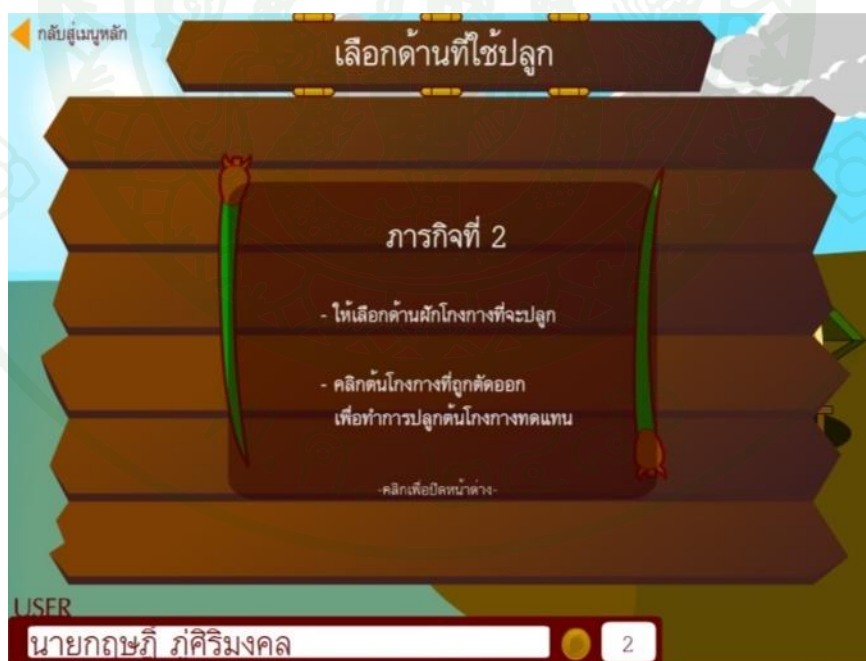 กลับสู่เมนูหลัก
เลือกด้านที่ใช้ปลูก
ภารกิจที่ 2
- ให้เลือกด้านฝักโกงกางที่จะปลูก
- คลิกต้นโกงกางที่ถูกตัดออก
เพื่อทำการปลูกต้นโกงกางทดแทน
-คลิกเพื่อปิดหน้าต่าง-
USER
นายกฤษฎิ์ ภู่ศิริมงคล
2